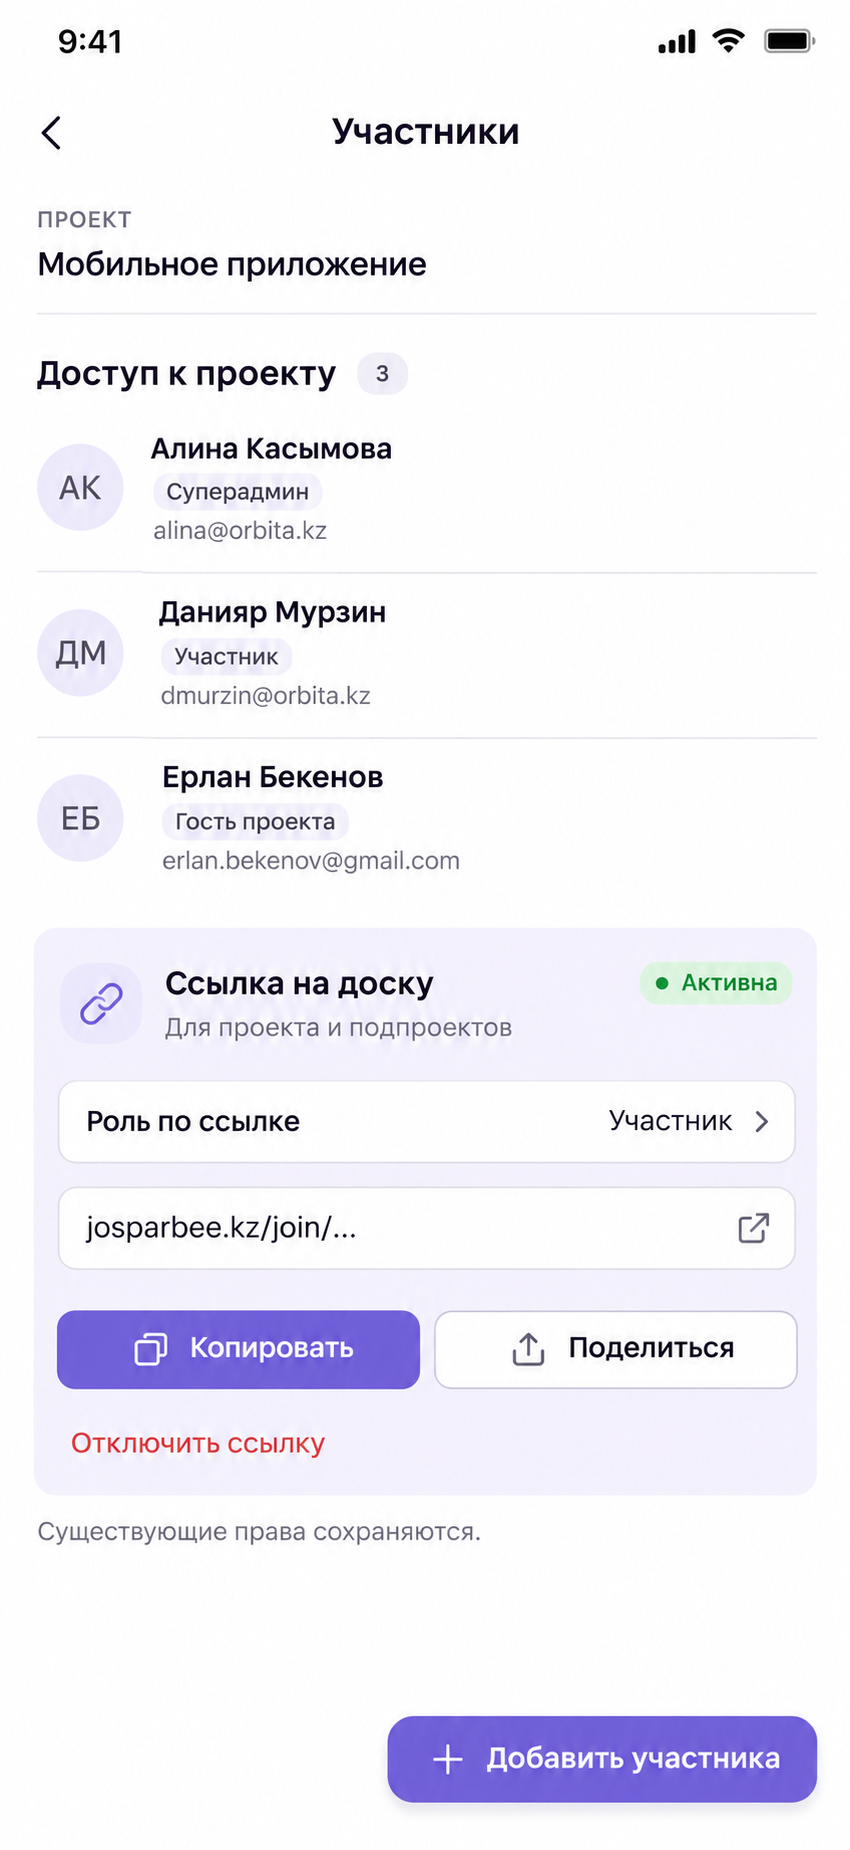 9:41
Участники
ПРОЕКТ
Мобильное приложение
Доступ к проекту 3
АК
Алина Касымова
Суперадмин
alina@orbita.kz
ДМ
Данияр Мурзин
Участник
dmurzin@orbita.kz
ЕБ
Ерлан Бекенов
Гость проекта
erlan.bekenov@gmail.com
Ссылка на доску
Активна
Для проекта и подпроектов
Роль по ссылке Участник
josparbee.kz/join/...
Копировать Поделиться
Отключить ссылку
Существующие права сохраняются.
Добавить участника